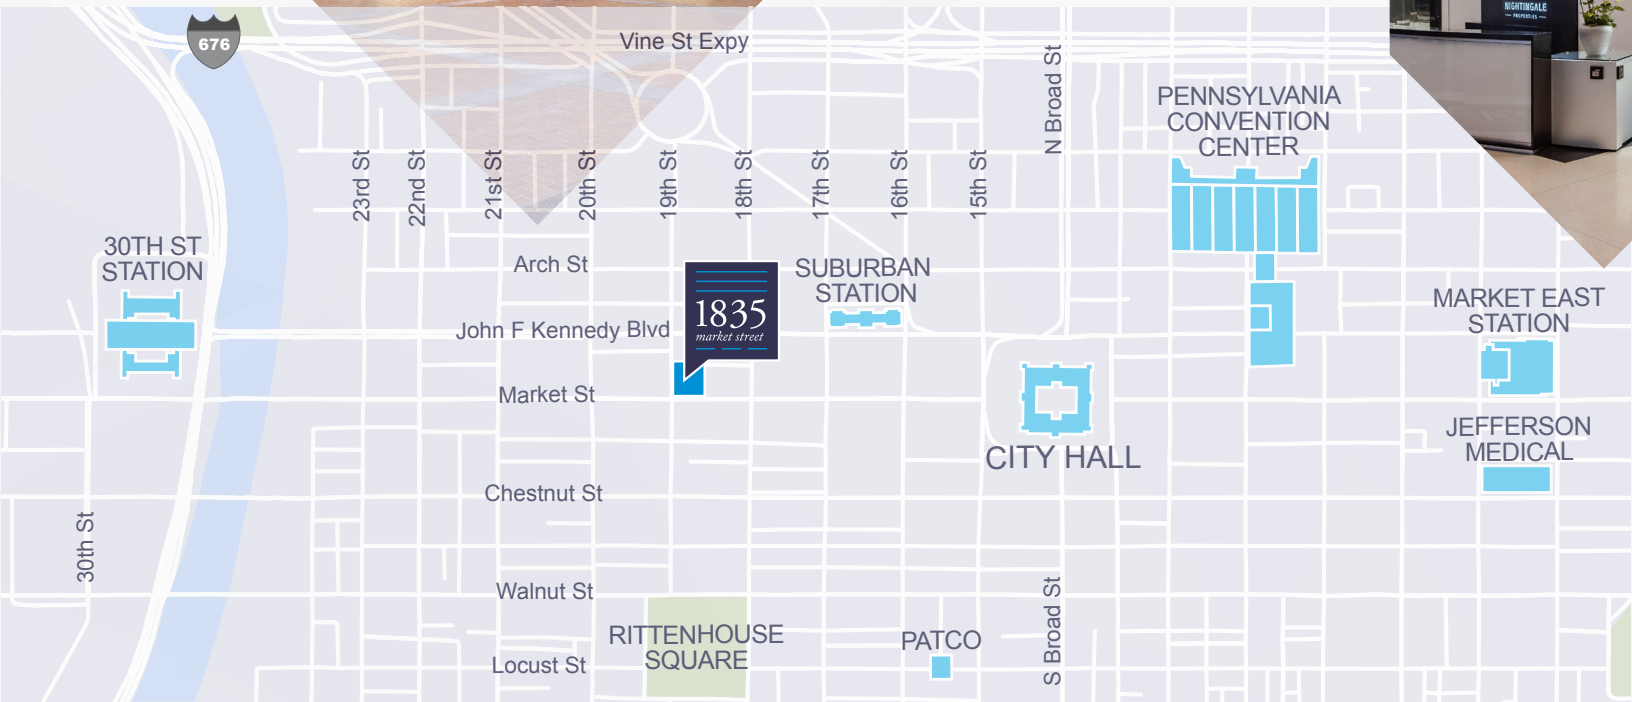 676
Vine St Expy
NIGHTINGALE
PROPERTIES
N Broad St
PENNSYLVANIA
CONVENTION
CENTER
23rd St
22nd St
21st St
20th St
19th St
18th St
17th St
16th St
15th St
30TH ST
STATION
Arch St
SUBURBAN
STATION
1835
market street
MARKET EAST
STATION
John F Kennedy Blvd
Market St
JEFFERSON
MEDICAL
CITY HALL
Chestnut St
30th St
Walnut St
S Broad St
RITTENHOUSE
SQUARE
PATCO
Locust St